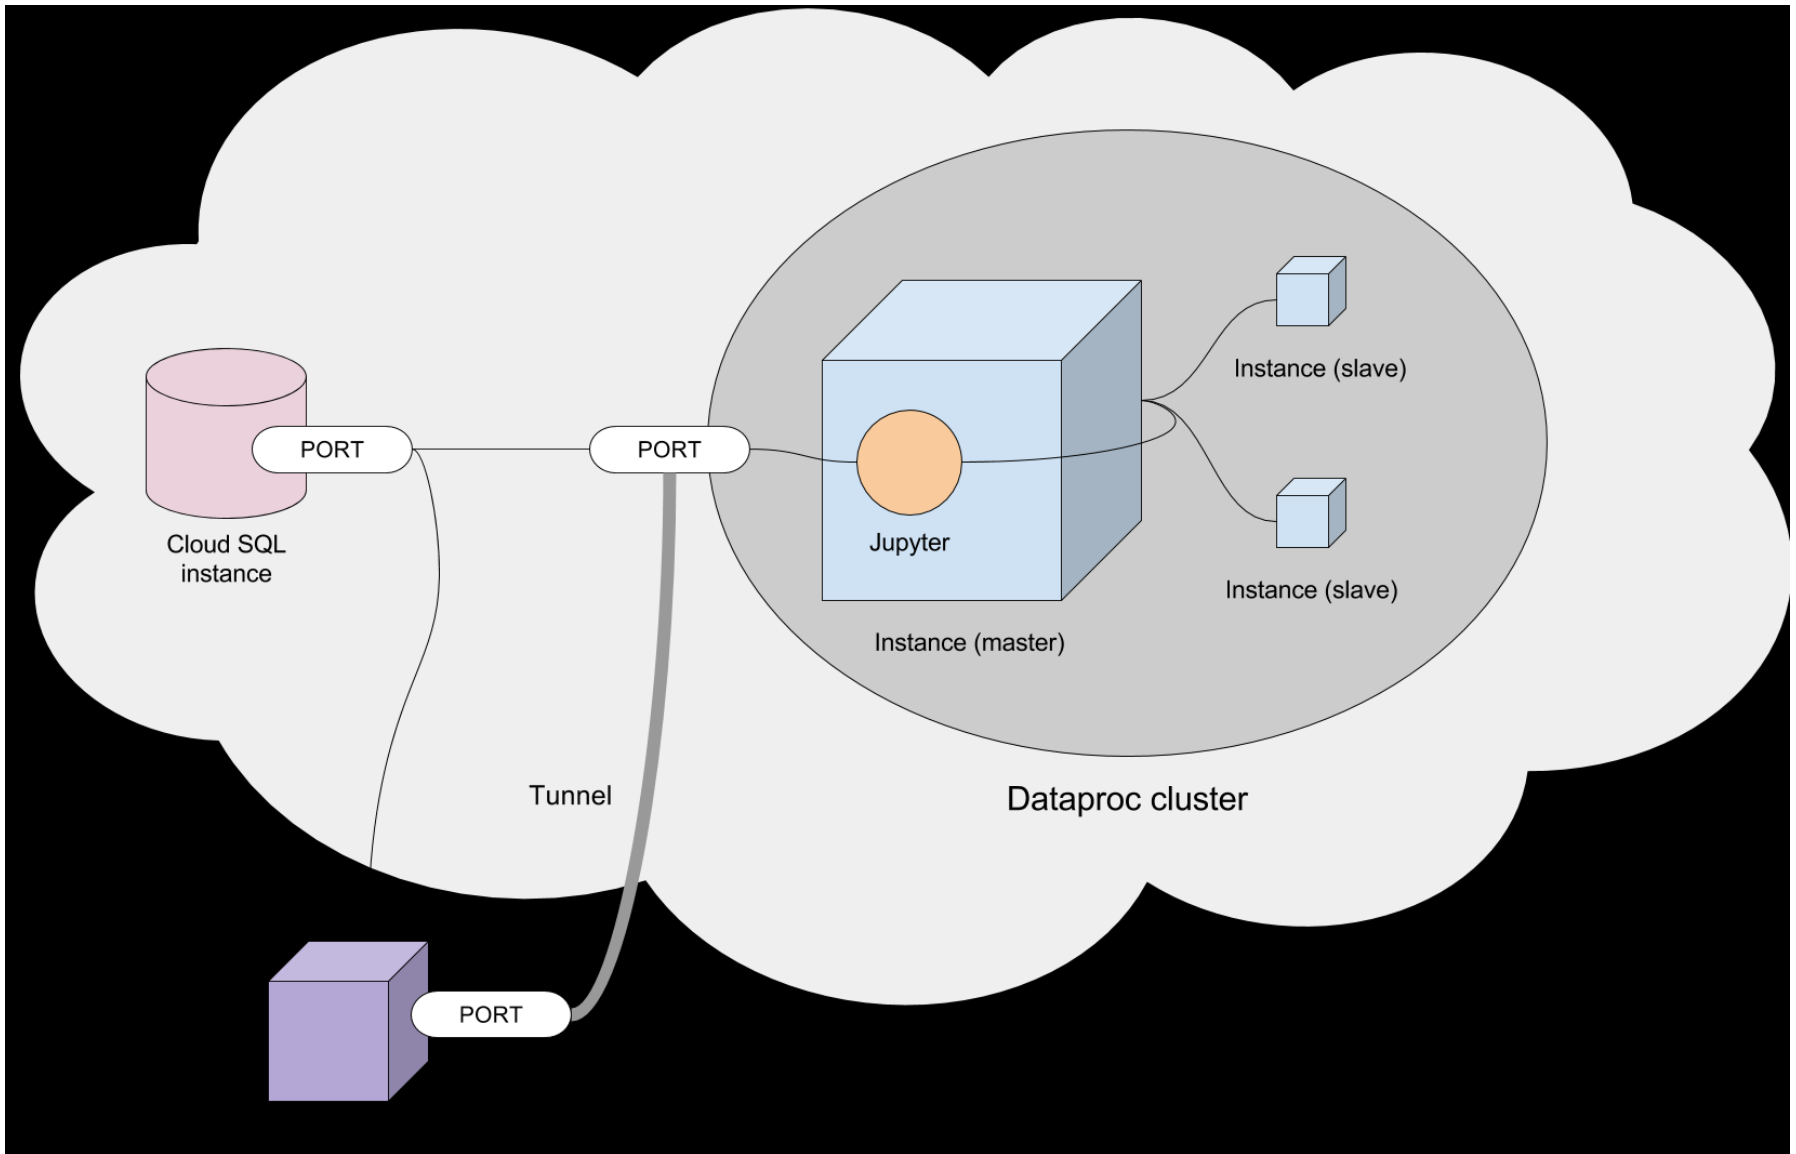 Instance (slave)
PORT
PORT
Jupyter
Cloud SQL
instance
Instance (slave)
Instance (master)
Tunnel
Dataproc cluster
PORT